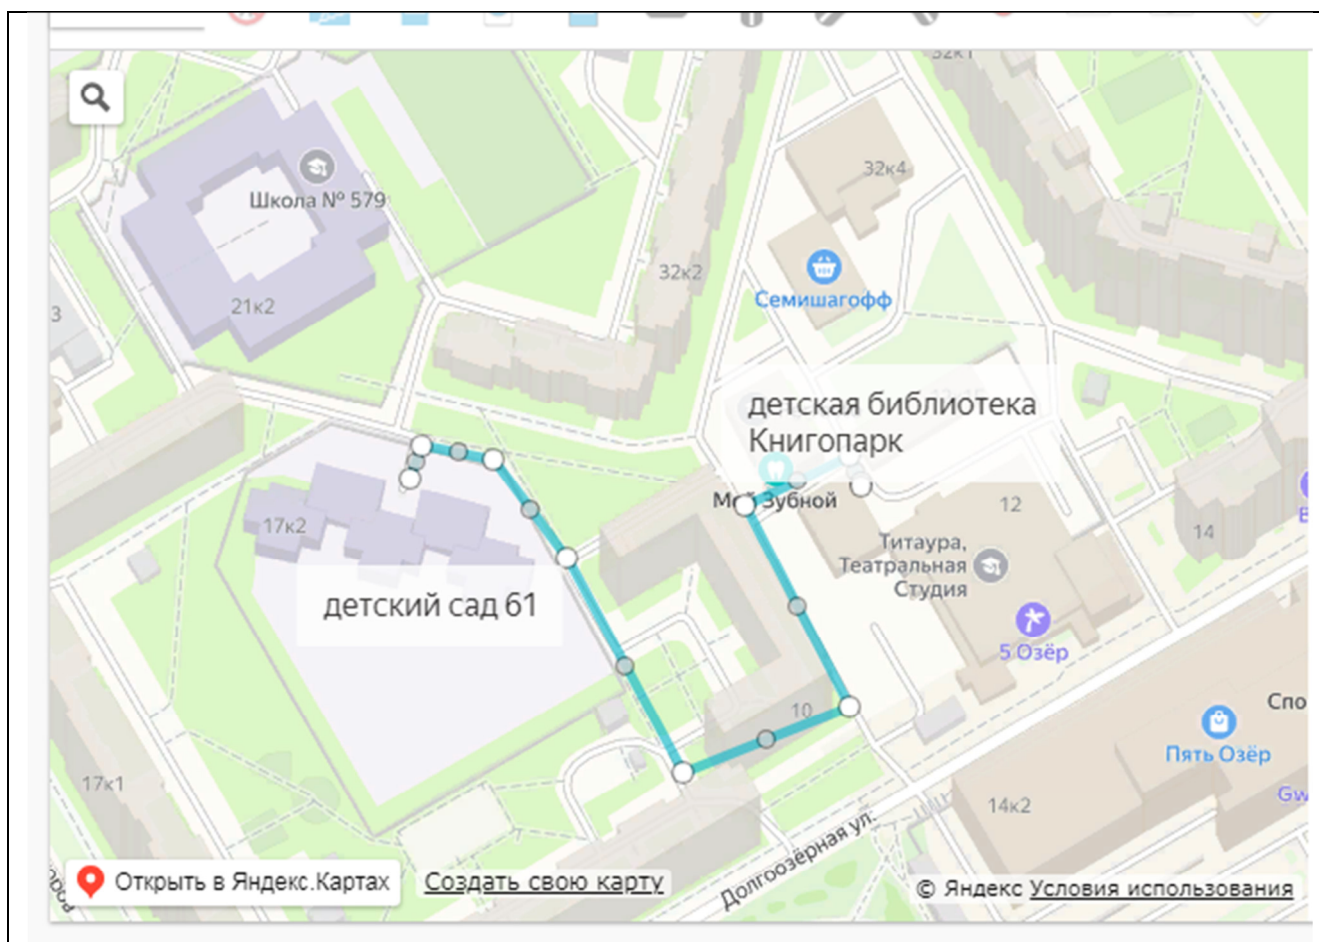 32к1
Школа № 579
32к4
32к2
Семишагофф
21к2
3
детская библиотека
Книгопарк
Мой Зубной
12
17к2
14
Титаура,
Театральная
Студия
детский сад 61
5 Озёр
10
Спо
Пять Озёр
17к1
14к2
Gw
Долгоозёрная ул.
Открыть в Яндекс.Картах
Создать свою карту
© Яндекс Условия использования